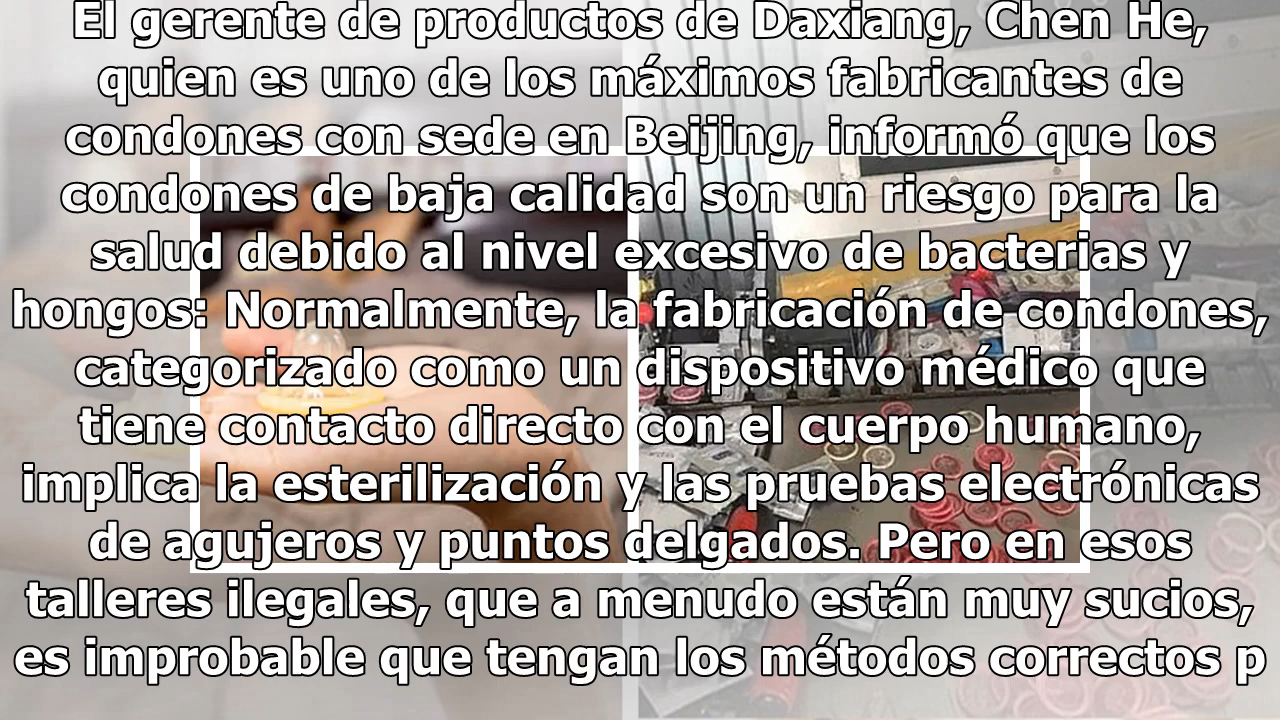 El gerente de productos de Daxiang, Chen He,
quien es uno de los máximos fabricantes de
condones con sede en Beijing, informó que los
condones de baja calidad son un riesgo para la
salud debido al nivel excesivo de bacterias y
hongos: Normalmente, la fabricación de condones,
categorizado como un dispositivo médico que
tiene contacto directo con el cuerpo humano,
implica la esterilización y las pruebas electrónicas
de agujeros y puntos delgados. Pero en esos
talleres ilegales, que a menudo están muy sucios,
es improbable que tengan los métodos correctos p